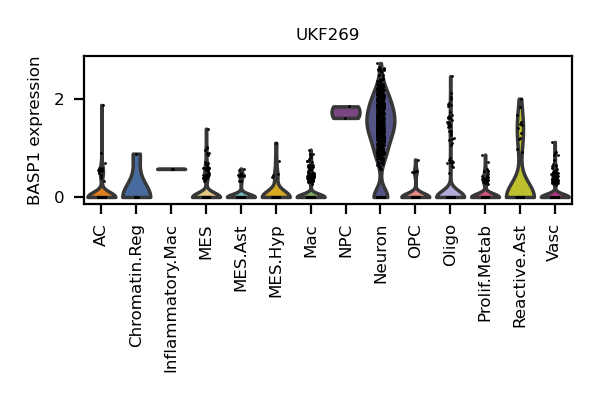 UKF269
BASP1 expression
2
0
AC
Chromatin.Reg
Inflammatory.Mac
MES
MES.Ast
MES.Hyp
Mac
NPC
Neuron
OPC
Oligo
Prolif.Metab
Reactive.Ast
Vasc